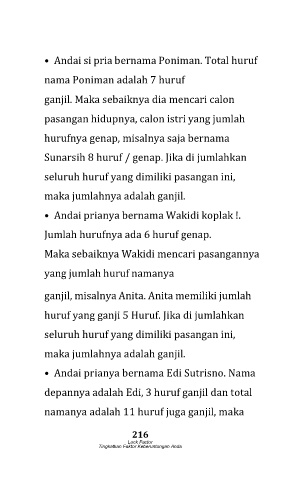 • Andai si pria bernama Poniman. Total huruf
nama Poniman adalah 7 huruf
ganjil. Maka sebaiknya dia mencari calon
pasangan hidupnya, calon istri yang jumlah
hurufnya genap, misalnya saja bernama
Sunarsih 8 huruf / genap. Jika di jumlahkan
seluruh huruf yang dimiliki pasangan ini,
maka jumlahnya adalah ganjil.
• Andai prianya bernama Wakidi koplak !.
Jumlah hurufnya ada 6 huruf genap.
Maka sebaiknya Wakidi mencari pasangannya
yang jumlah huruf namanya
ganjil, misalnya Anita. Anita memiliki jumlah
huruf yang ganji 5 Huruf. Jika di jumlahkan
seluruh huruf yang dimiliki pasangan ini,
maka jumlahnya adalah ganjil.
• Andai prianya bernama Edi Sutrisno. Nama
depannya adalah Edi, 3 huruf ganjil dan total
namanya adalah 11 huruf juga ganjil, maka
216
Luck Factor
Tingkatkan Faktor Keberuntungan Anda